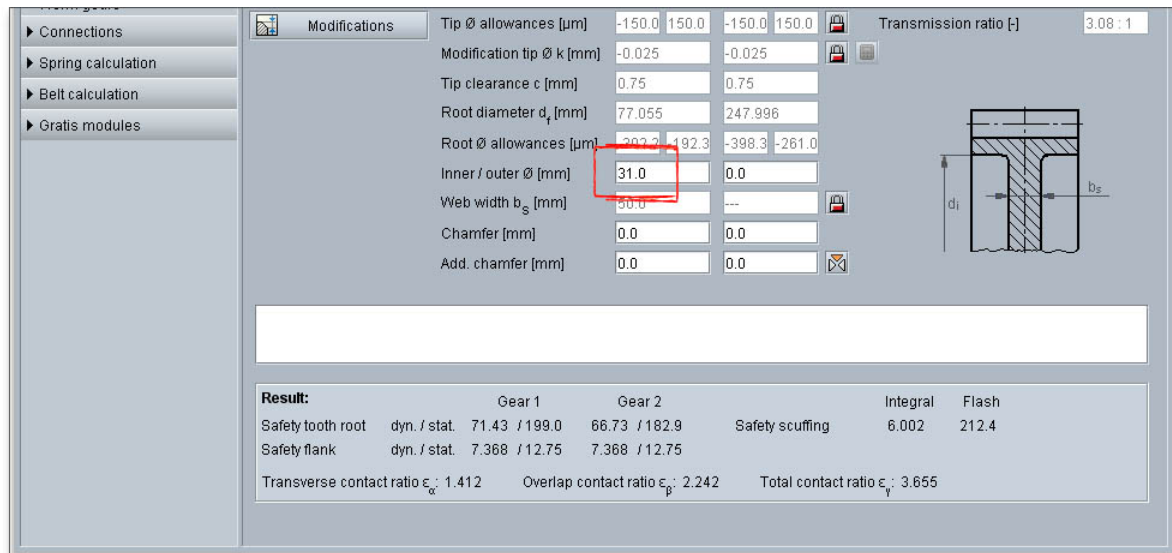 Connections
Spring calculation
Belt calculation
Gratis modules
Modifications
Tip Ø allowances [µm] -150.0 150.0 -150.0 150.0 Transmission ratio [-] 3.08 : 1
Modification tip Ø k [mm] -0.025 -0.025
Tip clearance c [mm] 0.75 0.75
Root diameter df [mm] 77.055 247.996
Root Ø allowances [µm] -192.3 -398.3 -261.0
Inner / outer Ø [mm] 31.0 0.0
Web width bS [mm] 50.0 ---
Chamfer [mm] 0.0 0.0
Add. chamfer [mm] 0.0 0.0
di
bs
Result: Gear 1 Gear 2 Integral Flash
Safety tooth root dyn. / stat. 71.43 / 199.0 66.73 / 182.9 Safety scuffing 6.002 212.4
Safety flank dyn. / stat. 7.368 / 12.75 7.368 / 12.75
Transverse contact ratio εα: 1.412 Overlap contact ratio εβ: 2.242 Total contact ratio εγ: 3.655